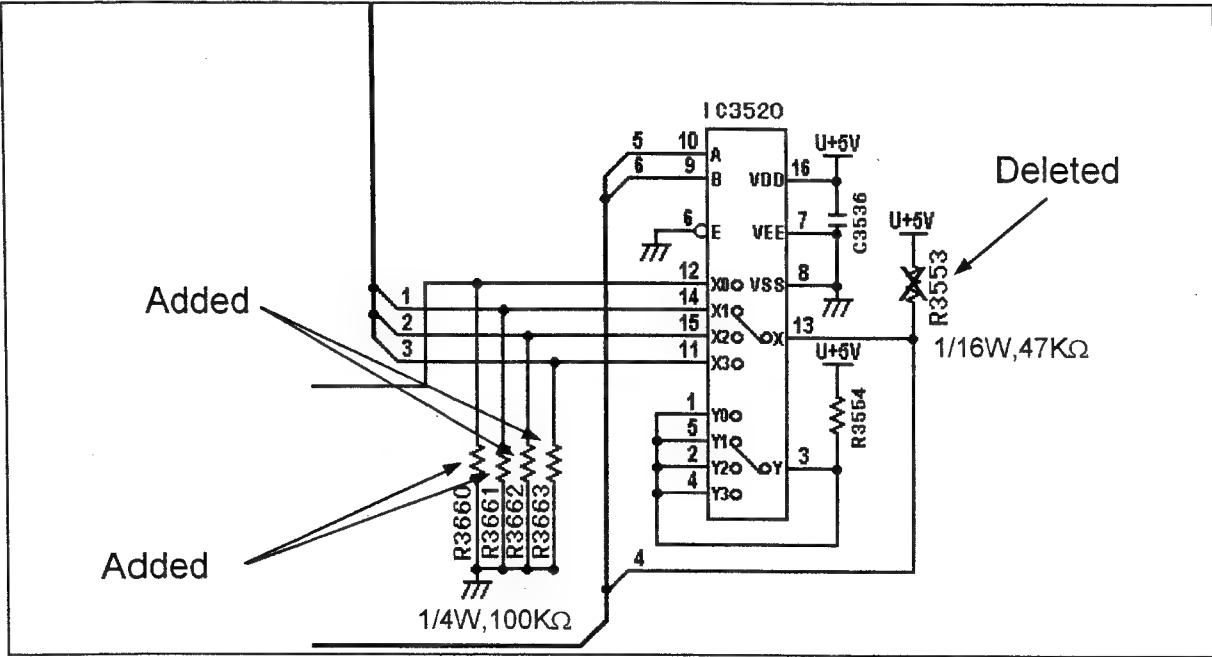 IC3520
5 10 A
6 9 B
VDD 16 U+5V
6 E
VEE 7
C3536
Deleted
U+5V
R3553
12 X0 VSS 8
Added
1 14 X1
2 15 X2 X 13
3 11 X3
1/16W,47KΩ
U+5V
R3554
1 Y0
5 Y1
2 Y2 Y 3
4 Y3
R3660
R3661
R3662
R3663
Added
4
1/4W,100KΩ